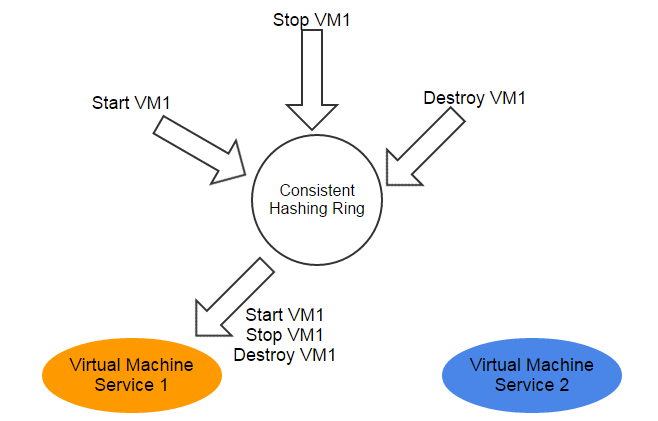 Stop VM1
Start VM1
Destroy VM1
Consistent
Hashing Ring
Start VM1
Stop VM1
Destroy VM1
Virtual Machine
Service 1
Virtual Machine
Service 2